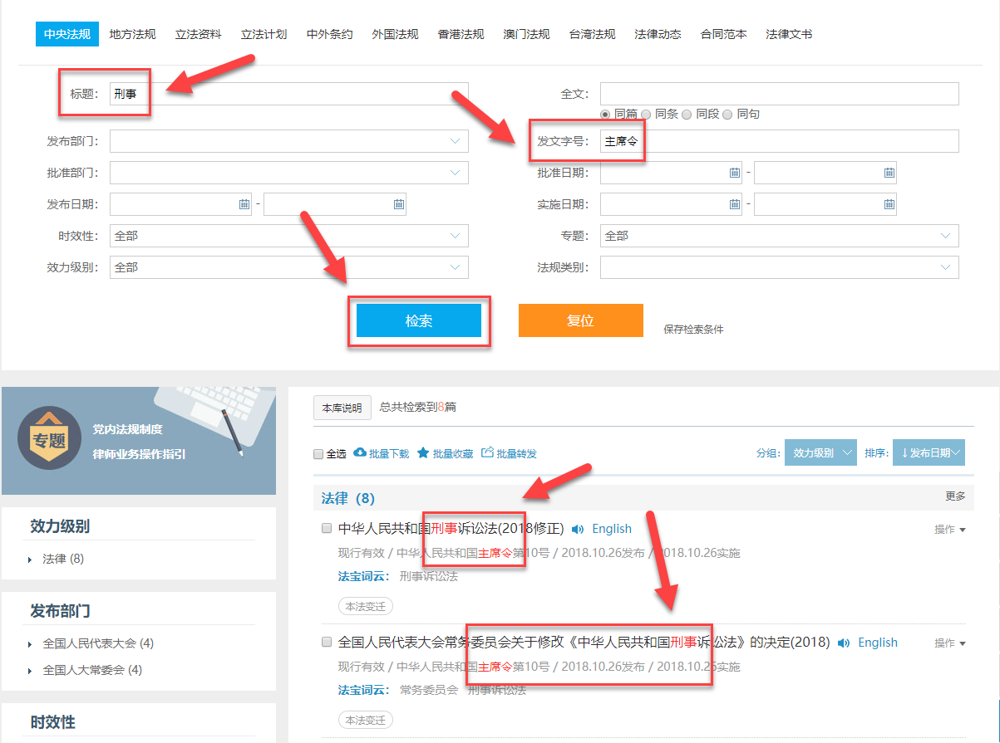 中央法规 地方法规 立法资料 立法计划 中外条约 外国法规 香港法规 澳门法规 台湾法规 法律动态 合同范本 法律文书
标题： 刑事 全文：
同篇 同条 同段 同句
发布部门： 发文字号： 主席令
批准部门： 批准日期： -
发布日期： - 实施日期： -
时效性： 全部 专题： 全部
效力级别： 全部 法规类别：
检索 复位 保存检索条件
专题
党内法规制度
律师业务操作指引
效力级别
法律 (8)
发布部门
全国人民代表大会 (4)
全国人大常委会 (4)
时效性
本库说明 总共检索到8篇
全选 批量下载 批量收藏 批量转发 分组： 效力级别 排序： ↓发布日期
法律（8） 更多
中华人民共和国刑事诉讼法(2018修正) English 操作
现行有效 / 中华人民共和国主席令第10号 / 2018.10.26发布 / 2018.10.26实施
法宝词云： 刑事诉讼法
本法变迁
全国人民代表大会常务委员会关于修改《中华人民共和国刑事诉讼法》的决定(2018) English 操作
现行有效 / 中华人民共和国主席令第10号 / 2018.10.26发布 / 2018.10.26实施
法宝词云： 常务委员会 刑事诉讼法
本法变迁